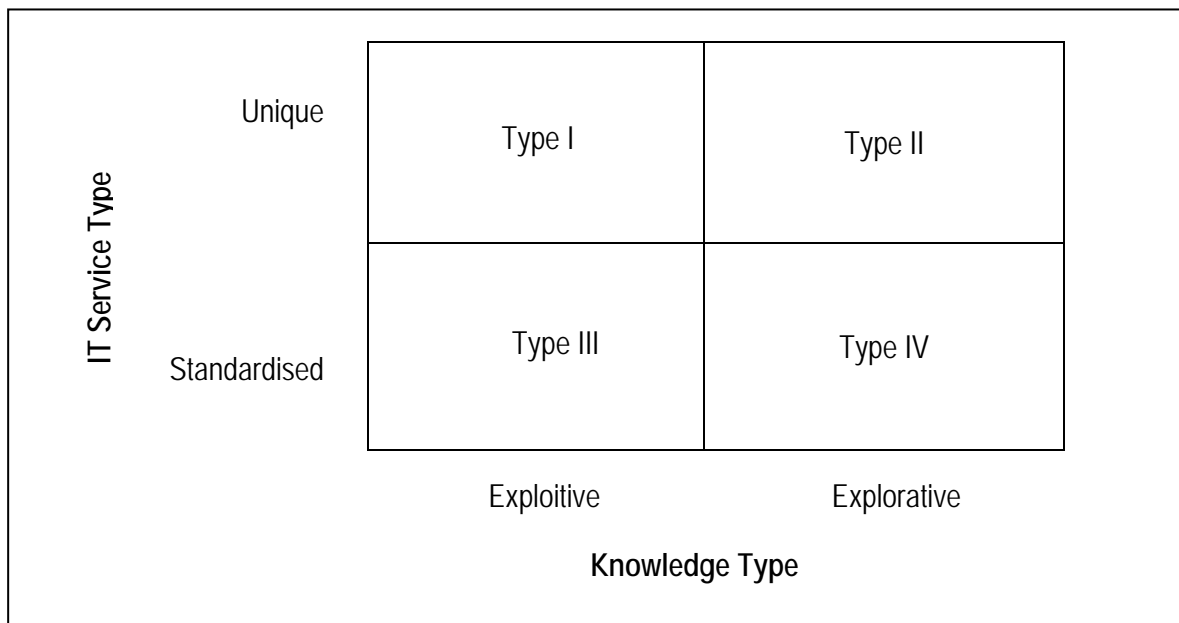 Unique
Type I
Type II
IT Service Type
Standardised
Type III
Type IV
Exploitive
Explorative
Knowledge Type